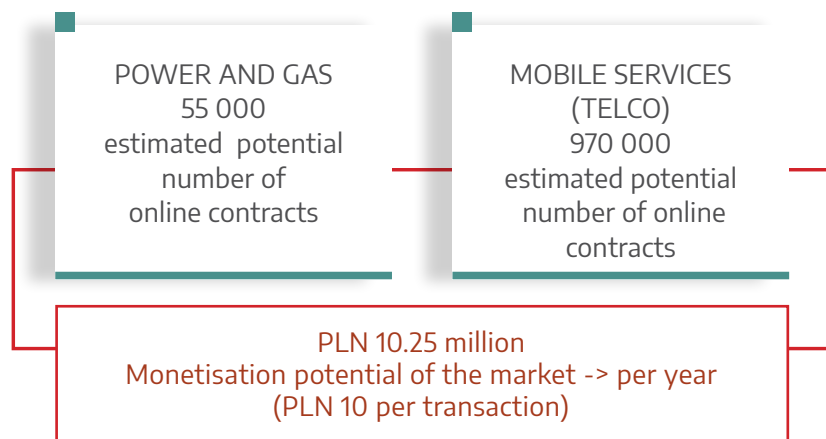 POWER AND GAS
55 000
estimated potential
number of
online contracts
MOBILE SERVICES
(TELCO)
970 000
estimated potential
number of online
contracts
PLN 10.25 million
Monetisation potential of the market -> per year
(PLN 10 per transaction)